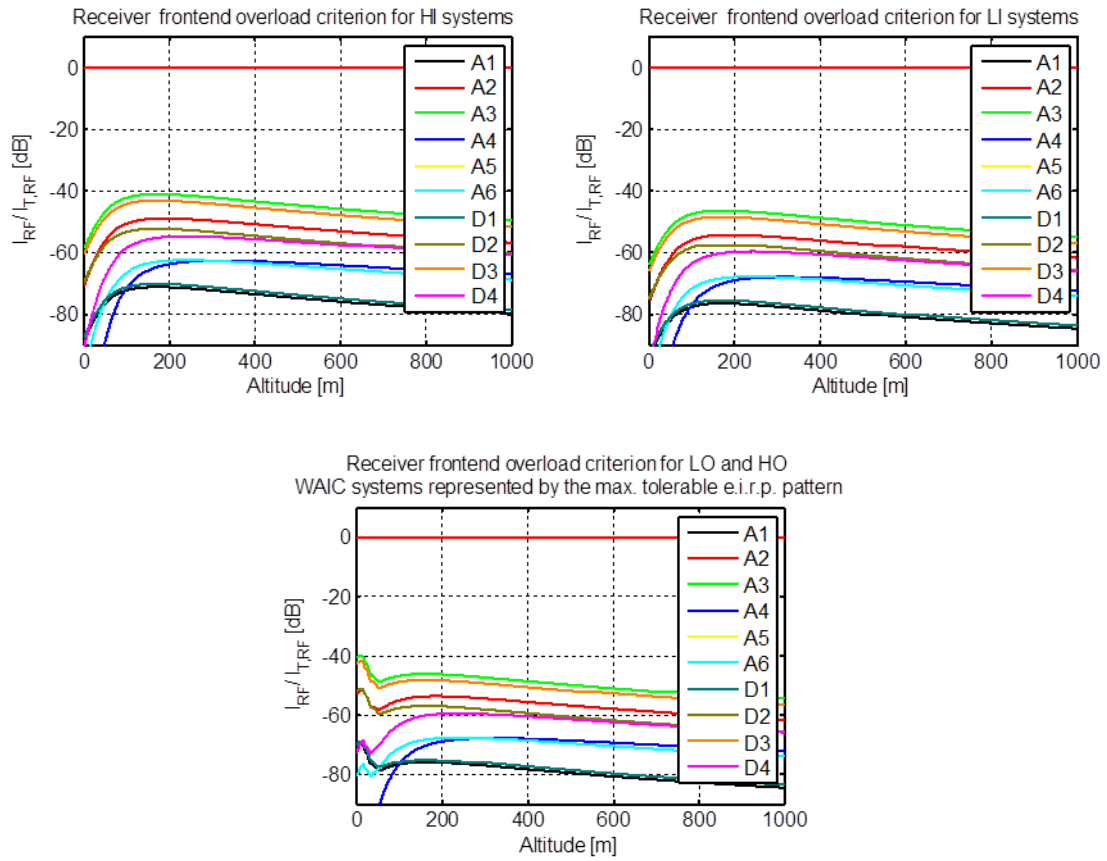 Receiver frontend overload criterion for HI systems
I_RF / I_T,RF [dB]
0
-20
-40
-60
-80
0
200
400
600
800
1000
Altitude [m]
A1
A2
A3
A4
A5
A6
D1
D2
D3
D4
Receiver frontend overload criterion for LI systems
I_RF / I_T,RF [dB]
0
-20
-40
-60
-80
0
200
400
600
800
1000
Altitude [m]
A1
A2
A3
A4
A5
A6
D1
D2
D3
D4
Receiver frontend overload criterion for LO and HO
WAIC systems represented by the max. tolerable e.i.r.p. pattern
I_RF / I_T,RF [dB]
0
-20
-40
-60
-80
0
200
400
600
800
1000
Altitude [m]
A1
A2
A3
A4
A5
A6
D1
D2
D3
D4